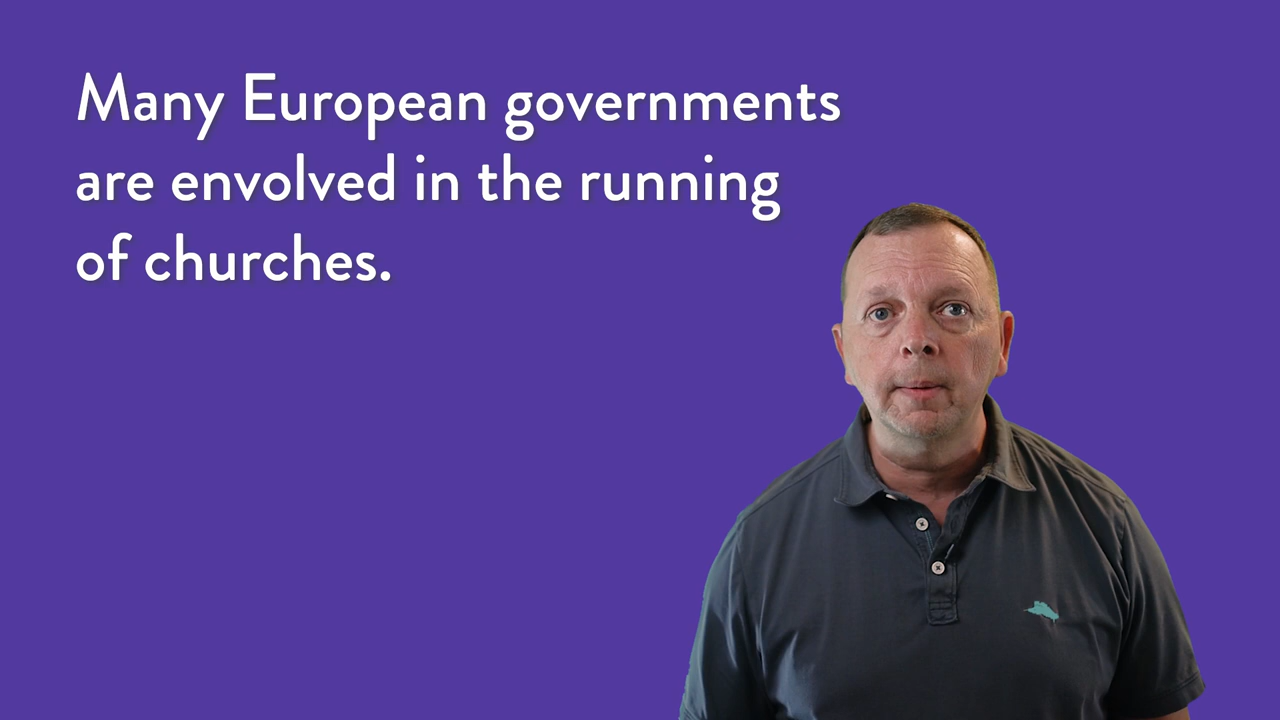 Many European governments
are envolved in the running
of churches.